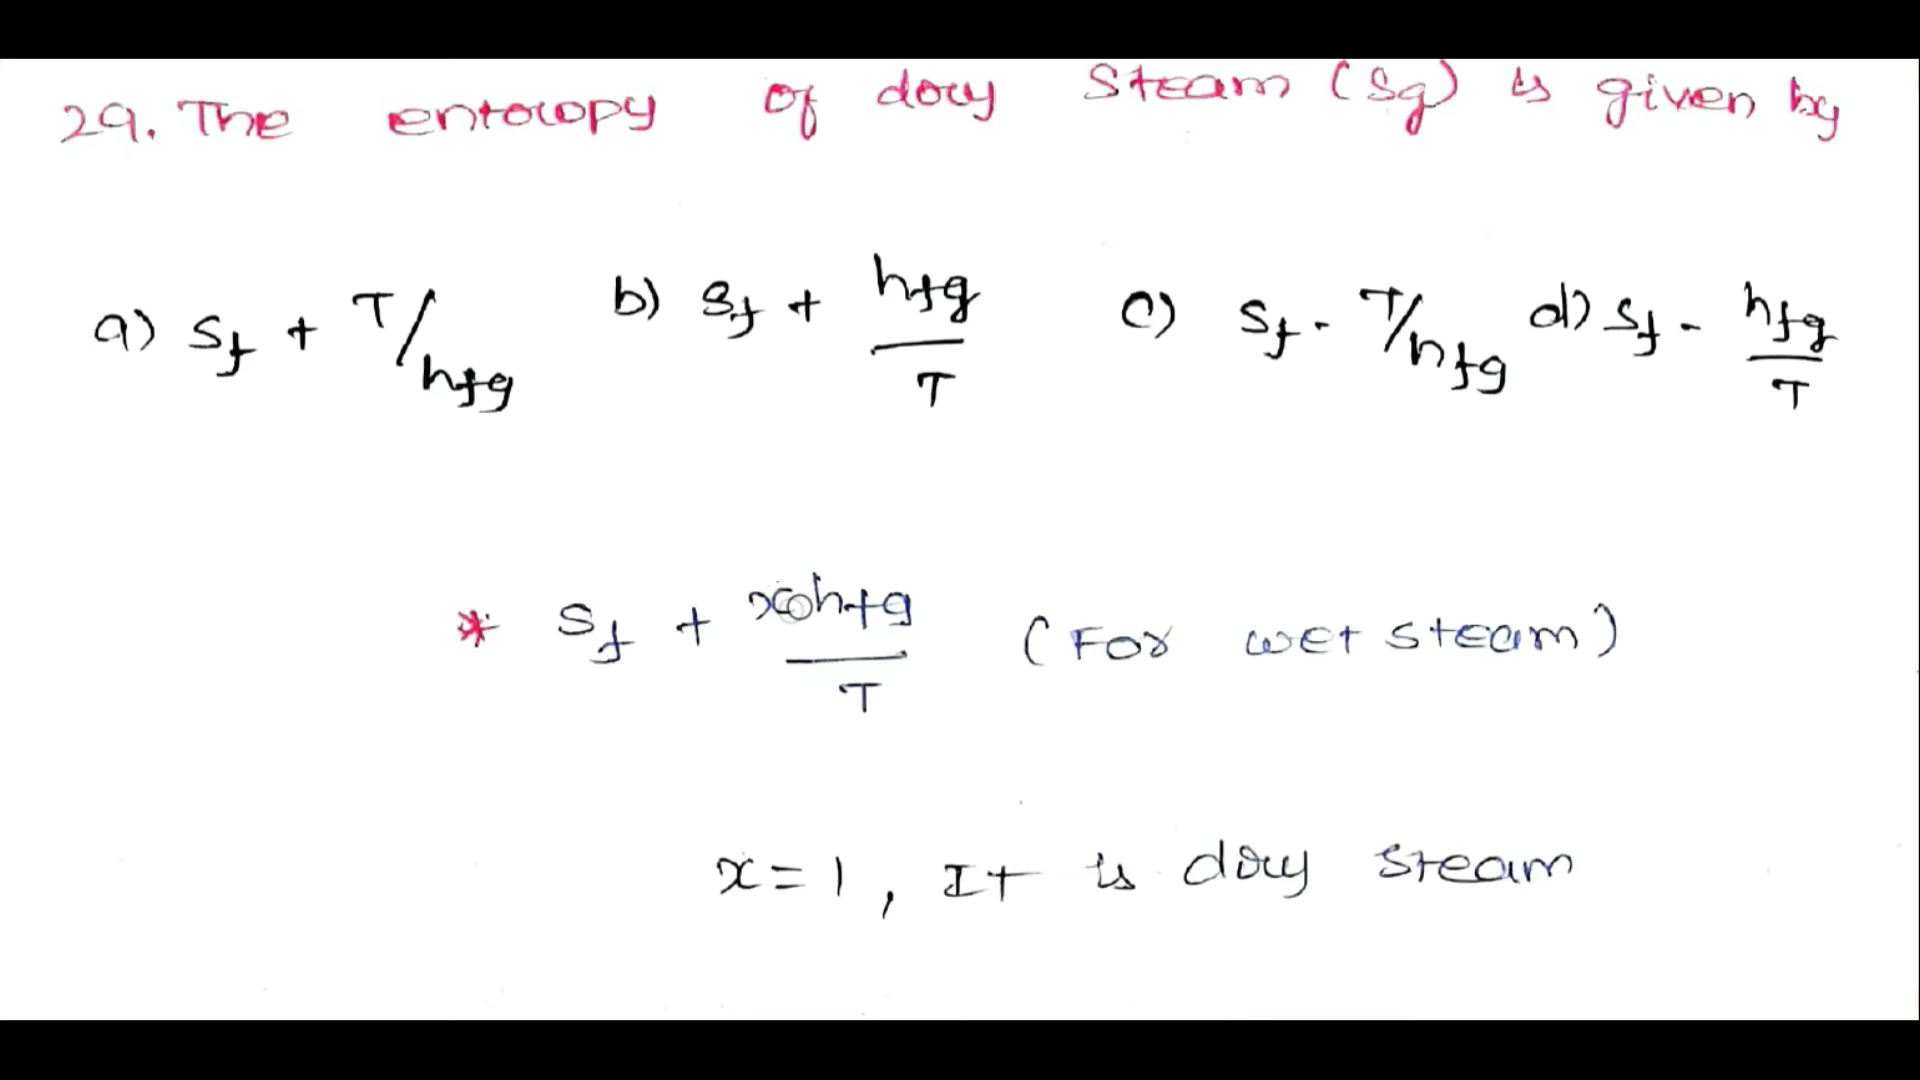 29. The entropy of dry steam (Sg) is given by
a) Sf + T/hfg b) Sf + hfg/T c) Sf - T/hfg d) Sf - hfg/T
* Sf + xhfg/T (For wet steam)
x = 1, It is dry steam